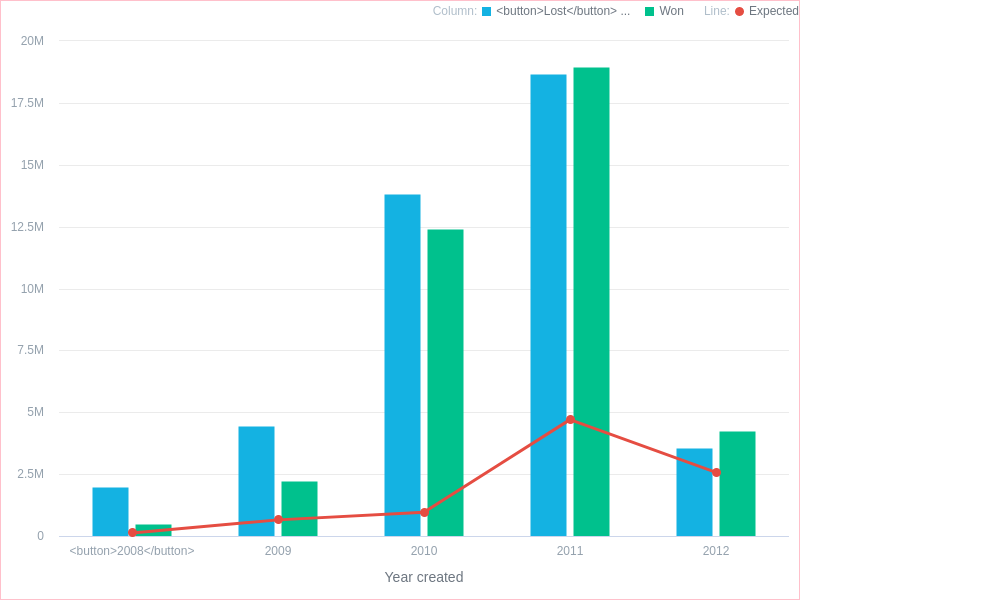 Column: <button>Lost</button> ... Won Line: Expected
20M
17.5M
15M
12.5M
10M
7.5M
5M
2.5M
0
<button>2008</button> 2009 2010 2011 2012
Year created